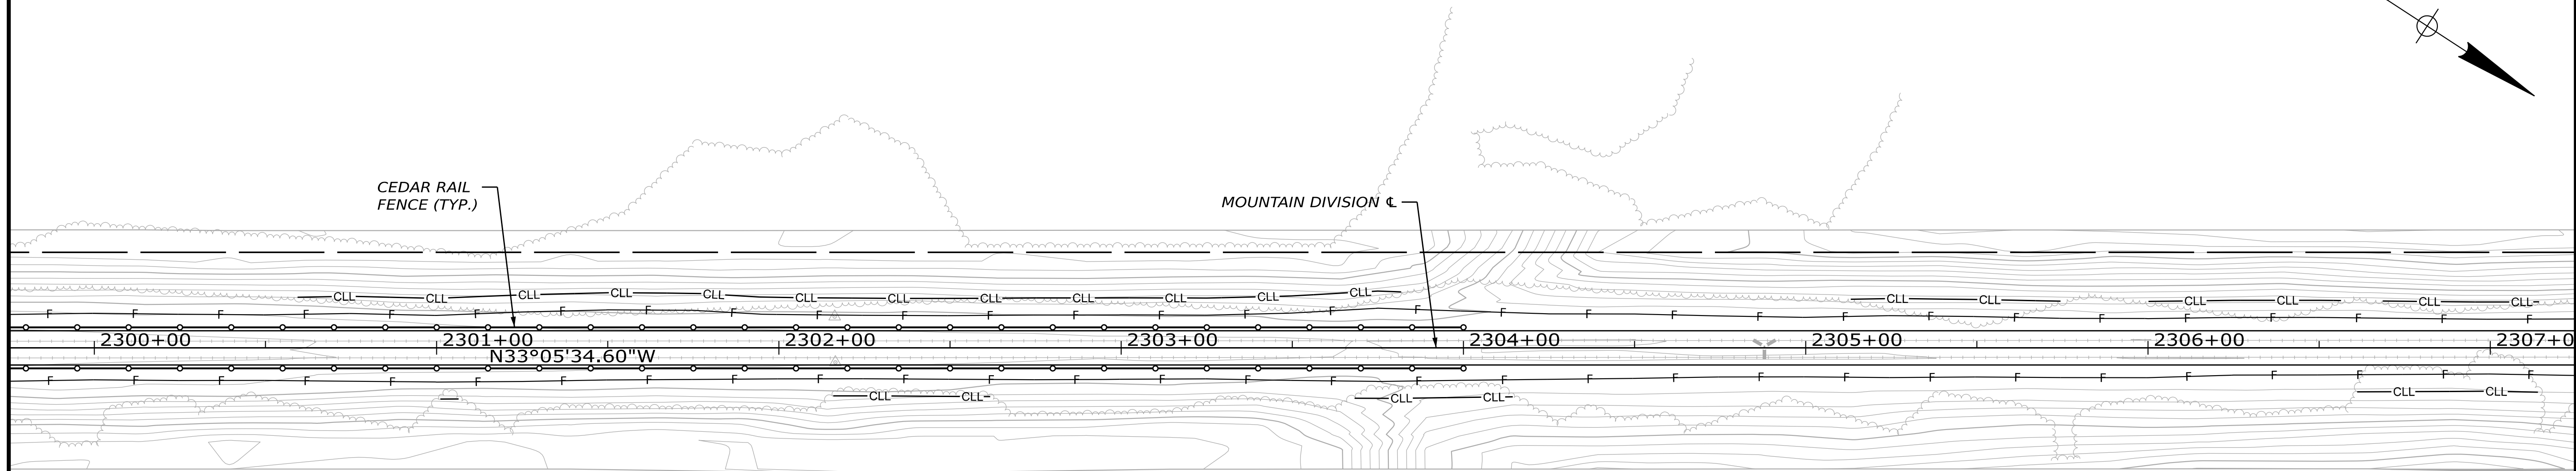 CEDAR RAIL
FENCE (TYP.)
MOUNTAIN DIVISION ℄
CLL CLL CLL CLL CLL CLL CLL CLL CLL CLL CLL CLL CLL CLL CLL CLL CLL CLL
F F F F F F F F F F F F F F F F F F F F F F F F F F F F F F
2300+00 2301+00 2302+00 2303+00 2304+00 2305+00 2306+00 2307+0
N33°05'34.60"W
F F F F F F F F F F F F F F F F F F F F F F F F F F F F F F
CLL CLL CLL CLL CLL CLL